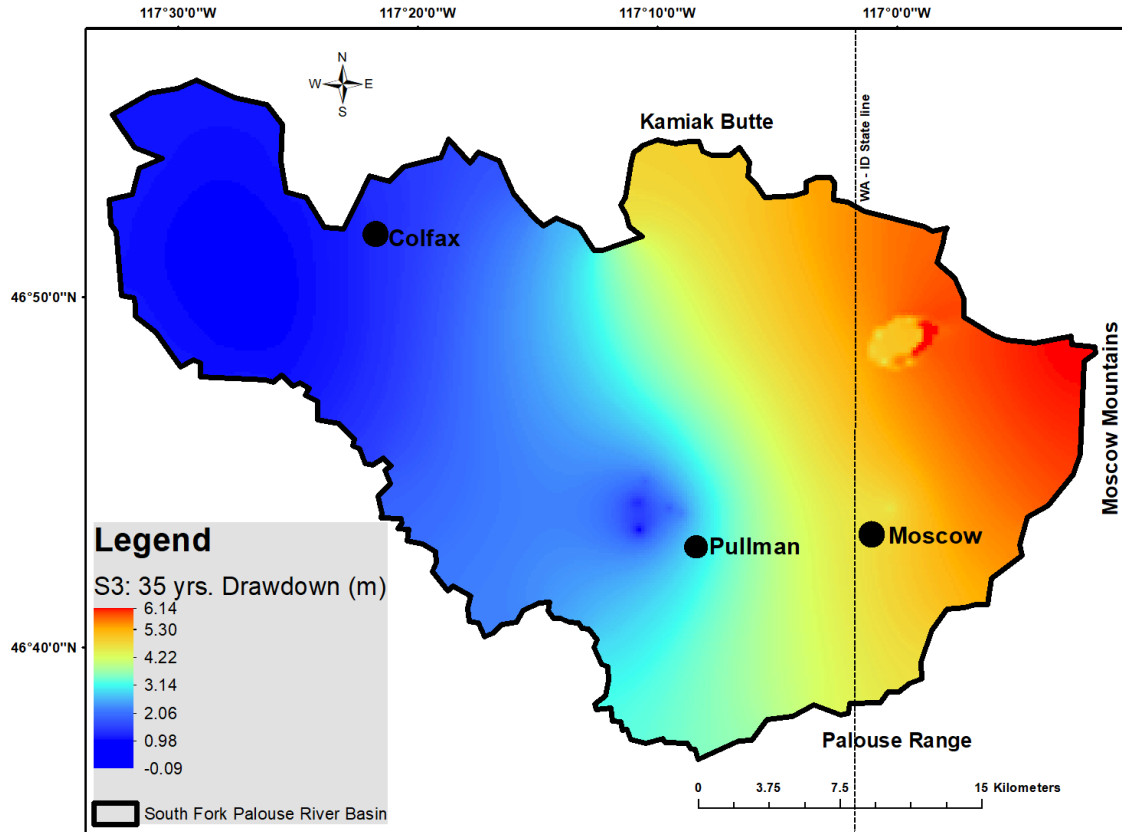 117°30'0"W 117°20'0"W 117°10'0"W 117°0'0"W
N
W E
S
Kamiak Butte
WA - ID State line
Colfax
46°50'0"N
Moscow Mountains
Moscow
Pullman
Legend
S3: 35 yrs. Drawdown (m)
6.14
5.30
4.22
3.14
2.06
0.98
-0.09
South Fork Palouse River Basin
46°40'0"N
Palouse Range
0 3.75 7.5 15 Kilometers